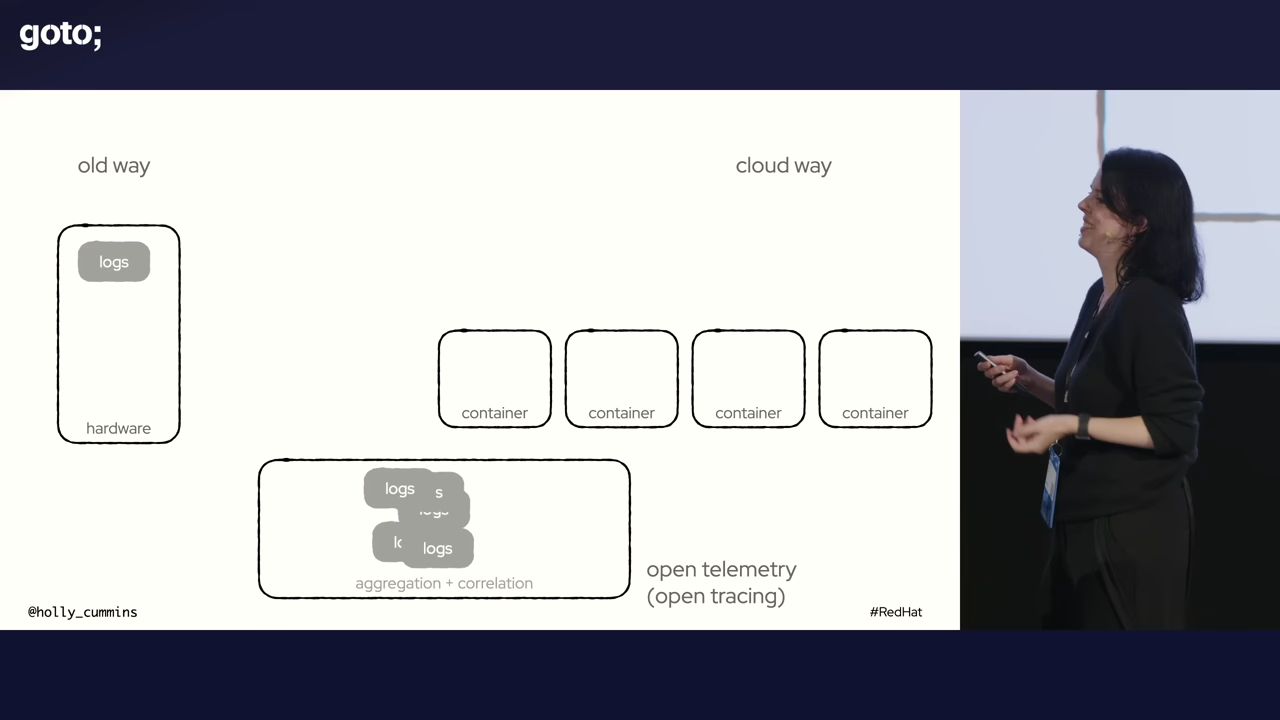 goto;
old way
cloud way
logs
hardware
container
container
container
container
logs
s
logs
lo
logs
aggregation + correlation
open telemetry
(open tracing)
@holly_cummins
#RedHat